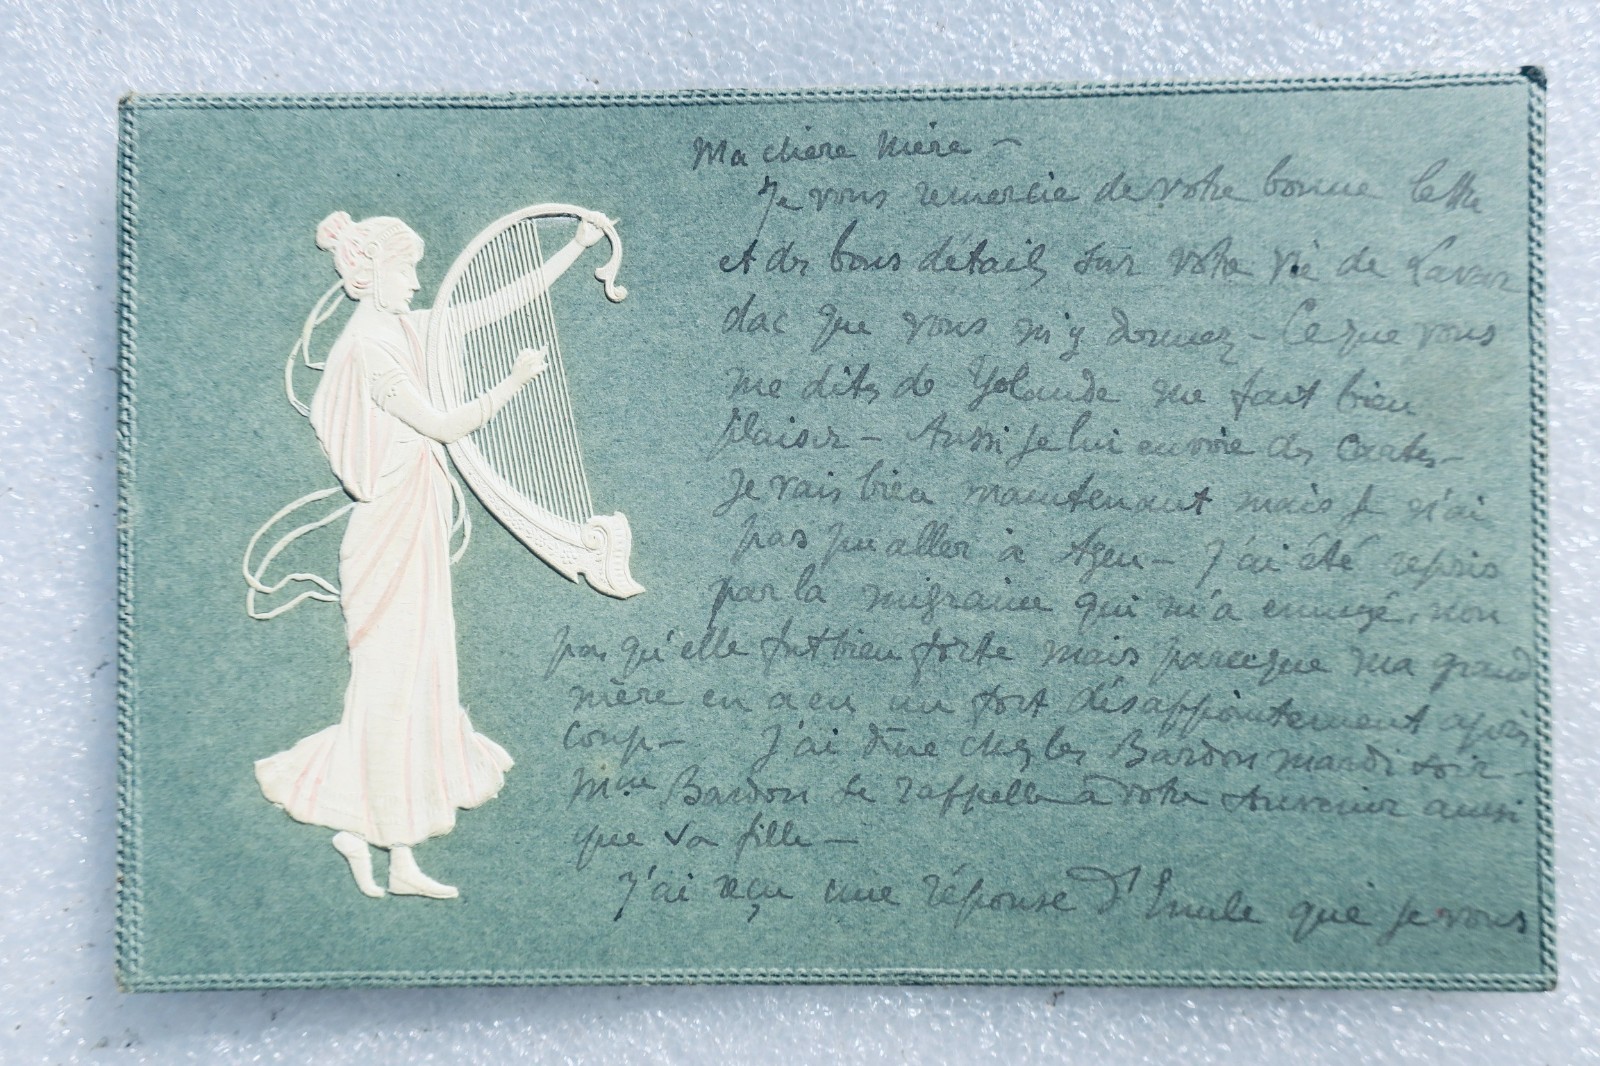 Ma chère Mère —
Je vous remercie de votre bonne lettre
et des bons détails sur votre vie de Lavar
dac que vous m'y donnez — Ce que vous
me dites de Yolande me fait bien
plaisir — Aussi je lui envoie des Cartes —
Je vais bien maintenant mais je n'ai
pas pu aller à Agen — J'ai été repris
par la migraine qui m'a ennuyé, non
pas qu'elle fut bien forte mais parceque ma grand
mère en a eu un fort désappointement après
coup — J'ai dîné chez les Bardon mardi soir —
Mme Bardon se rappelle à votre souvenir aussi
que sa fille —
J'ai reçu une réponse d'Emile que je vous